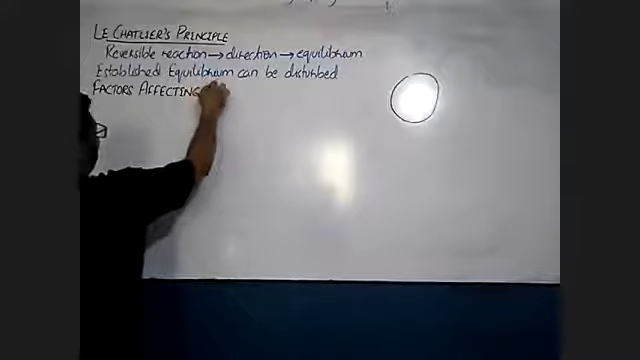 LE CHATLIER'S PRINCIPLE
Reversible reaction → direction → equilibrium
Established Equilibrium can be disturbed
FACTORS AFFECTING